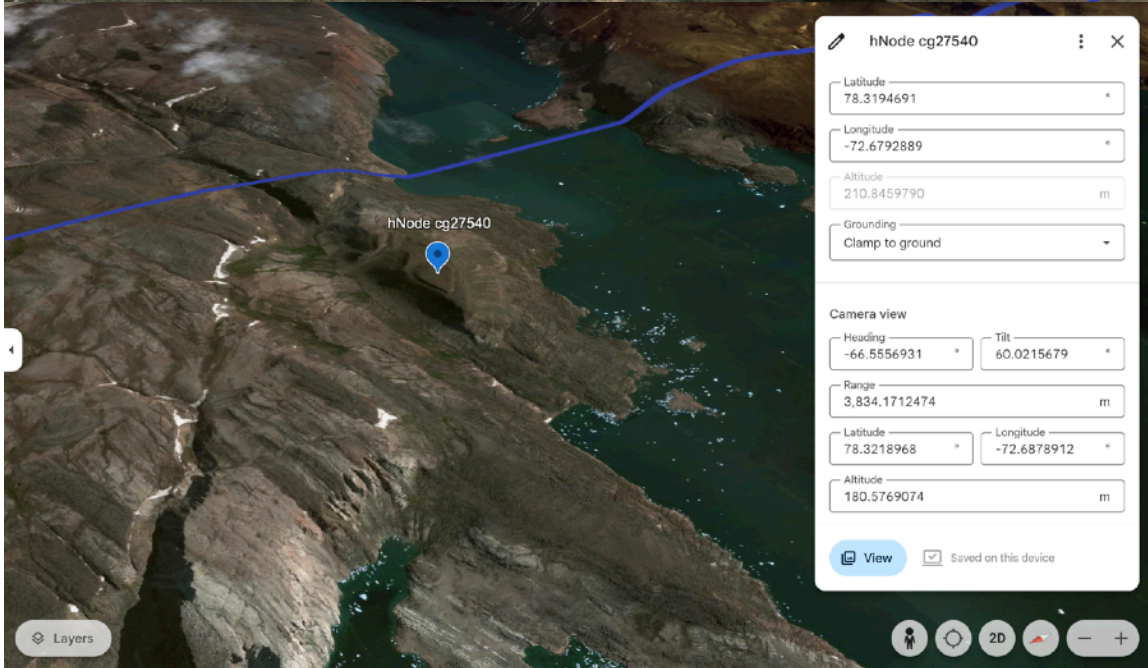 hNode cg27540
hNode cg27540
Latitude
78.3194691 °
Longitude
-72.6792889 °
Altitude
210.8459790 m
Grounding
Clamp to ground
Camera view
Heading
-66.5556931 °
Tilt
60.0215679 °
Range
3,834.1712474 m
Latitude
78.3218968 °
Longitude
-72.6878912 °
Altitude
180.5769074 m
View
Saved on this device
Layers
2D